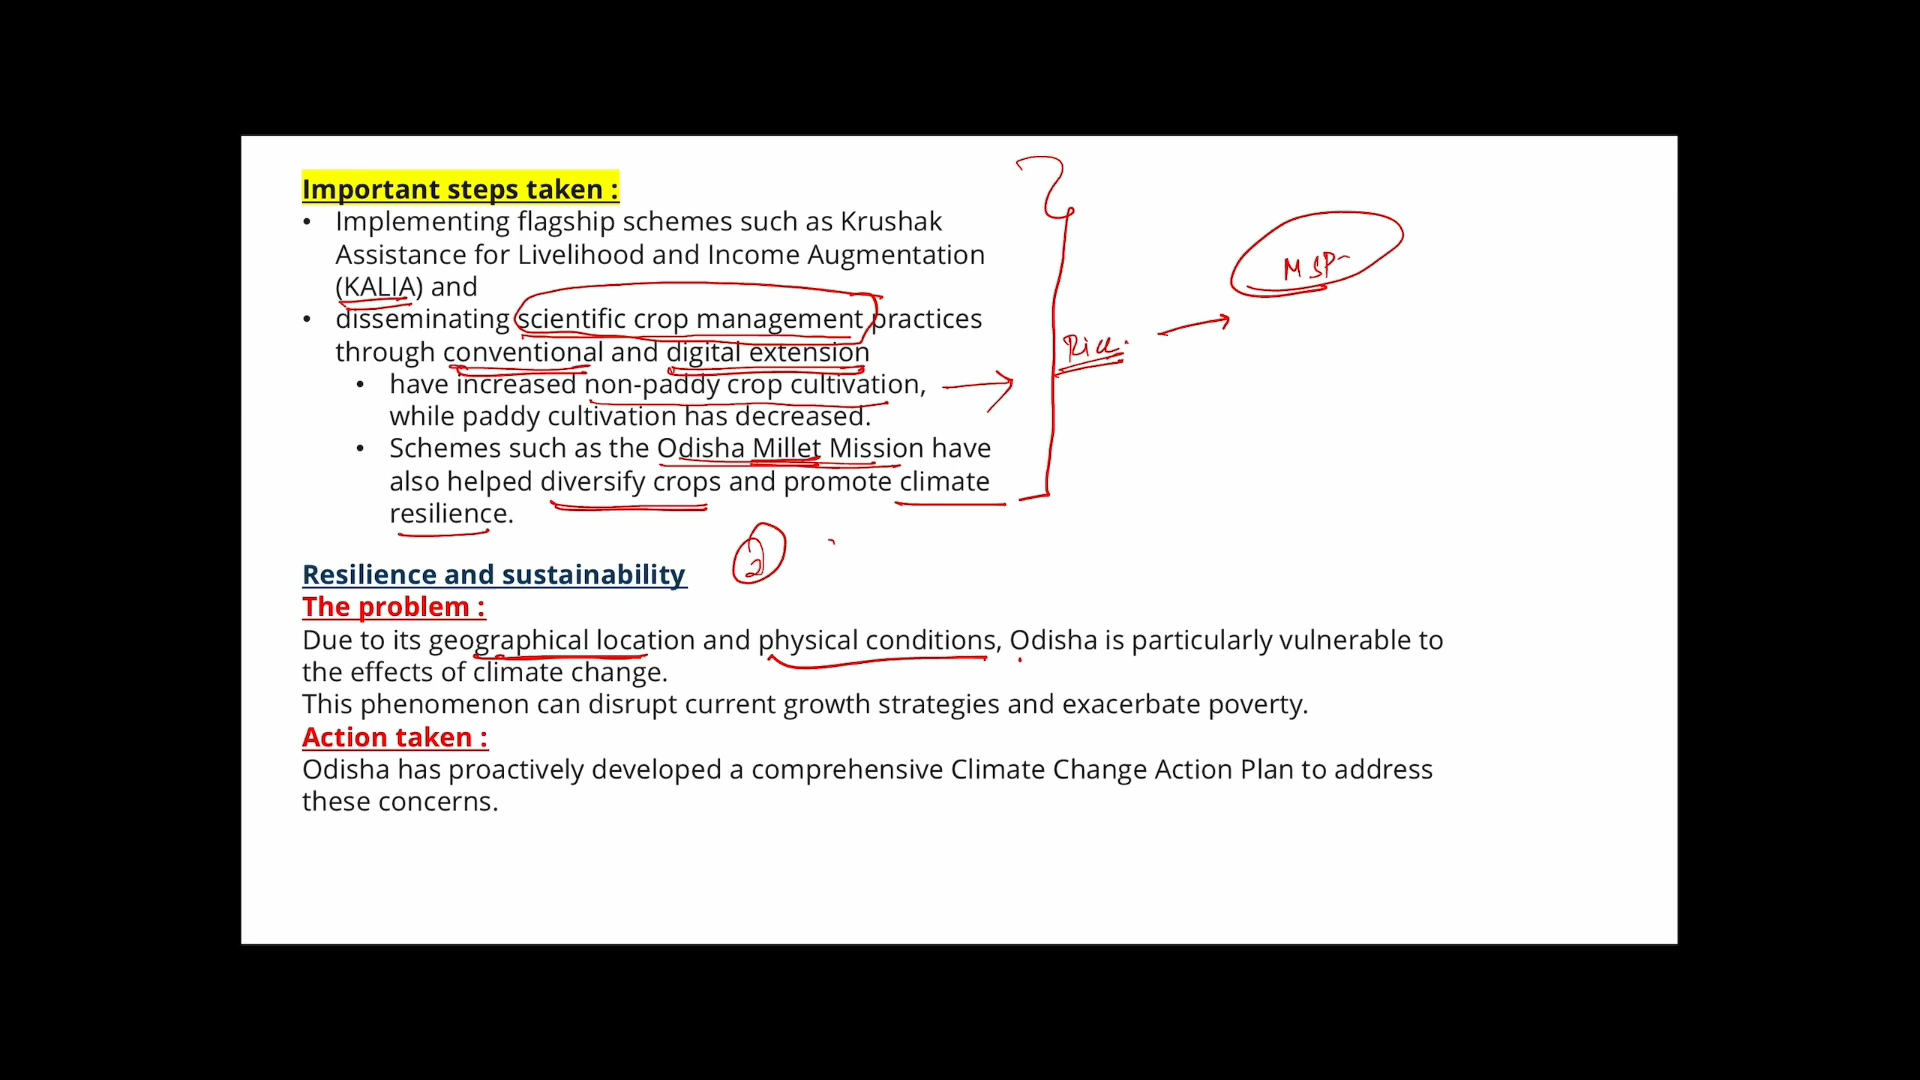 Important steps taken :
• Implementing flagship schemes such as Krushak
Assistance for Livelihood and Income Augmentation
(KALIA) and
• disseminating scientific crop management practices
through conventional and digital extension
• have increased non-paddy crop cultivation,
while paddy cultivation has decreased.
• Schemes such as the Odisha Millet Mission have
also helped diversify crops and promote climate
resilience.
Rice.
MSP
2
Resilience and sustainability
The problem :
Due to its geographical location and physical conditions, Odisha is particularly vulnerable to
the effects of climate change.
This phenomenon can disrupt current growth strategies and exacerbate poverty.
Action taken :
Odisha has proactively developed a comprehensive Climate Change Action Plan to address
these concerns.